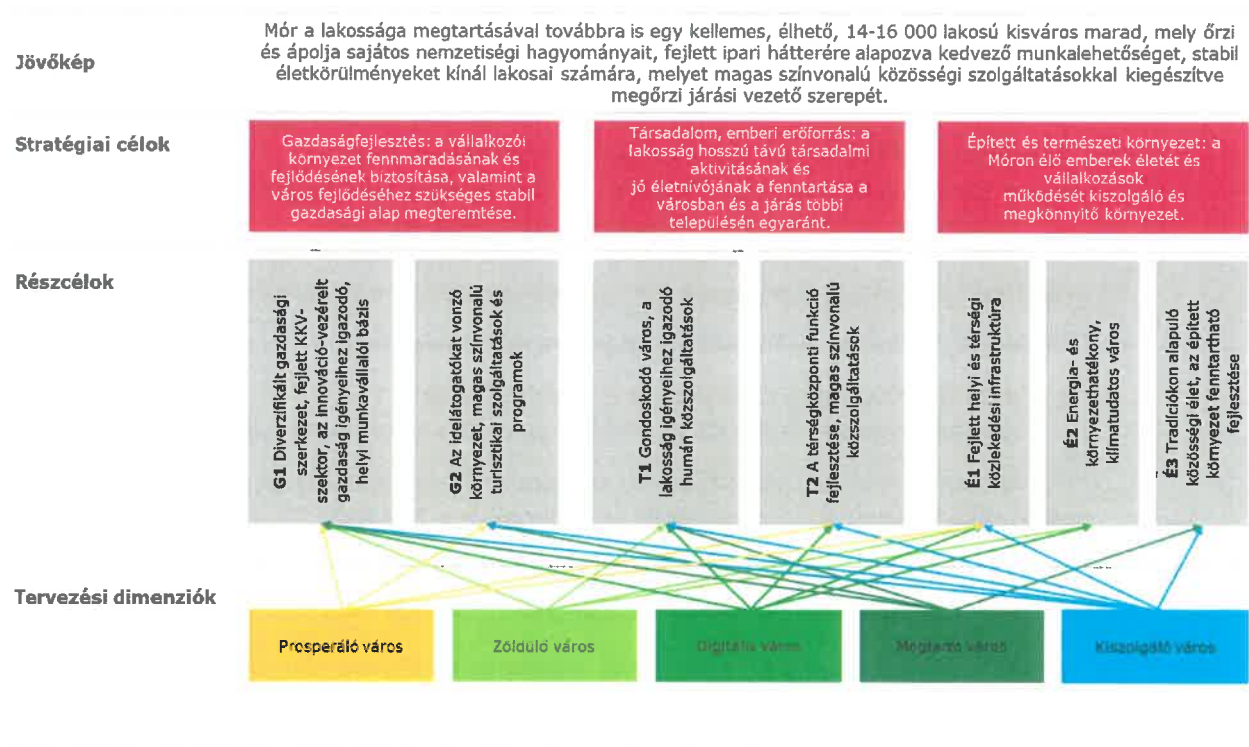 Jövőkép
Mór a lakossága megtartásával továbbra is egy kellemes, élhető, 14-16 000 lakosú kisváros marad, mely őrzi
és ápolja sajátos nemzetiségi hagyományait, fejlett ipari hátterére alapozva kedvező munkalehetőséget, stabil
életkörülményeket kínál lakosai számára, melyet magas színvonalú közösségi szolgáltatásokkal kiegészítve
megőrzi járási vezető szerepét.
Stratégiai célok
Gazdaságfejlesztés: a vállalkozói
környezet fennmaradásának és
fejlődésének biztosítása, valamint a
város fejlődéséhez szükséges stabil
gazdasági alap megteremtése.
Társadalom, emberi erőforrás: a
lakosság hosszú távú társadalmi
aktivitásának és
jó életnívójának a fenntartása a
városban és a járás többi
településén egyaránt.
Épített és természeti környezet: a
Móron élő emberek életét és
vállalkozások
működését kiszolgáló és
megkönnyítő környezet.
Részcélok
G1 Diverzifikált gazdasági
szerkezet, fejlett KKV-
szektor, az innováció-vezérelt
gazdaság igényeihez igazodó,
helyi munkavállalói bázis
G2 Az idelátogatókat vonzó
környezet, magas színvonalú
turisztikai szolgáltatások és
programok
T1 Gondoskodó város, a
lakosság igényeihez igazodó
humán közszolgáltatások
T2 A térségközponti funkció
fejlesztése, magas színvonalú
közszolgáltatások
É1 Fejlett helyi és térségi
közlekedési infrastruktúra
É2 Energia- és
környezethatékony,
klímatudatos város
É3 Tradíciókon alapuló
közösségi élet, az épített
környezet fenntartható
fejlesztése
Tervezési dimenziók
Prosperáló város
Zöldülő város
Digitális város
Megtartó város
Kiszolgáló város